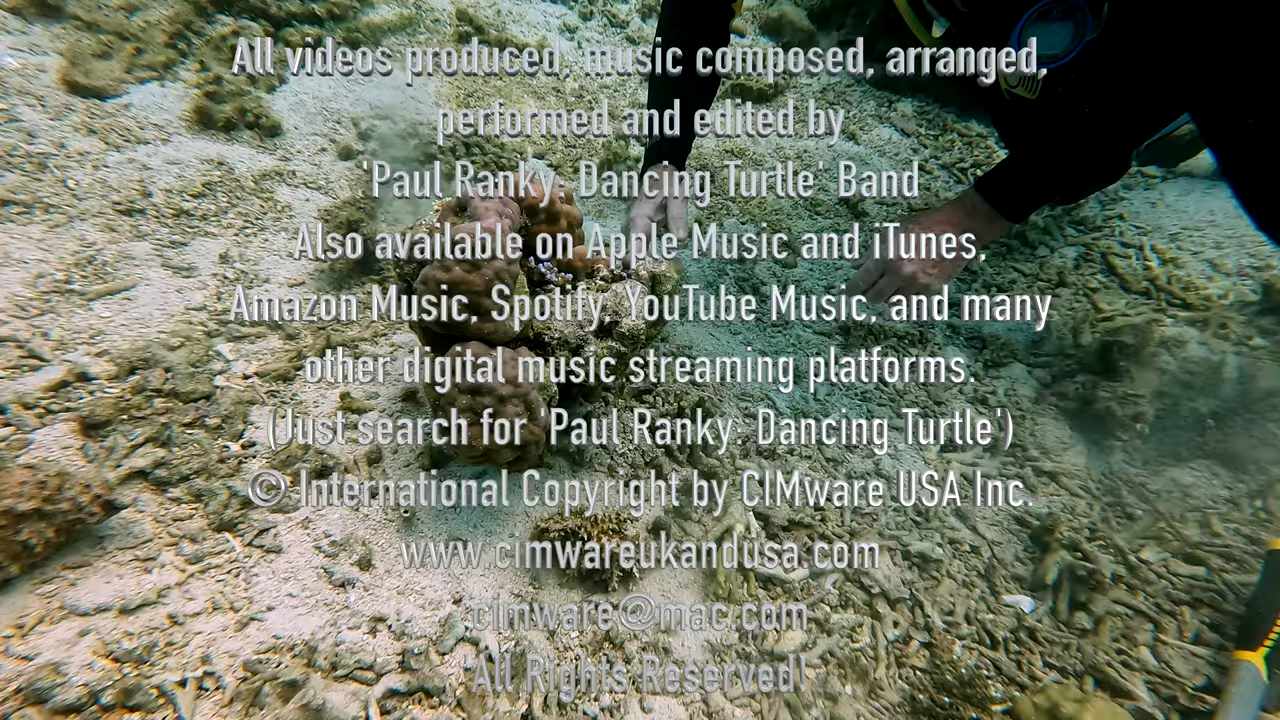 All videos produced, music composed, arranged,
performed and edited by
'Paul Ranky: Dancing Turtle' Band
Also available on Apple Music and iTunes,
Amazon Music, Spotify, YouTube Music, and many
other digital music streaming platforms.
(Just search for 'Paul Ranky: Dancing Turtle')
© International Copyright by CIMware USA Inc.
www.cimwareukandusa.com
cimware@mac.com
All Rights Reserved!